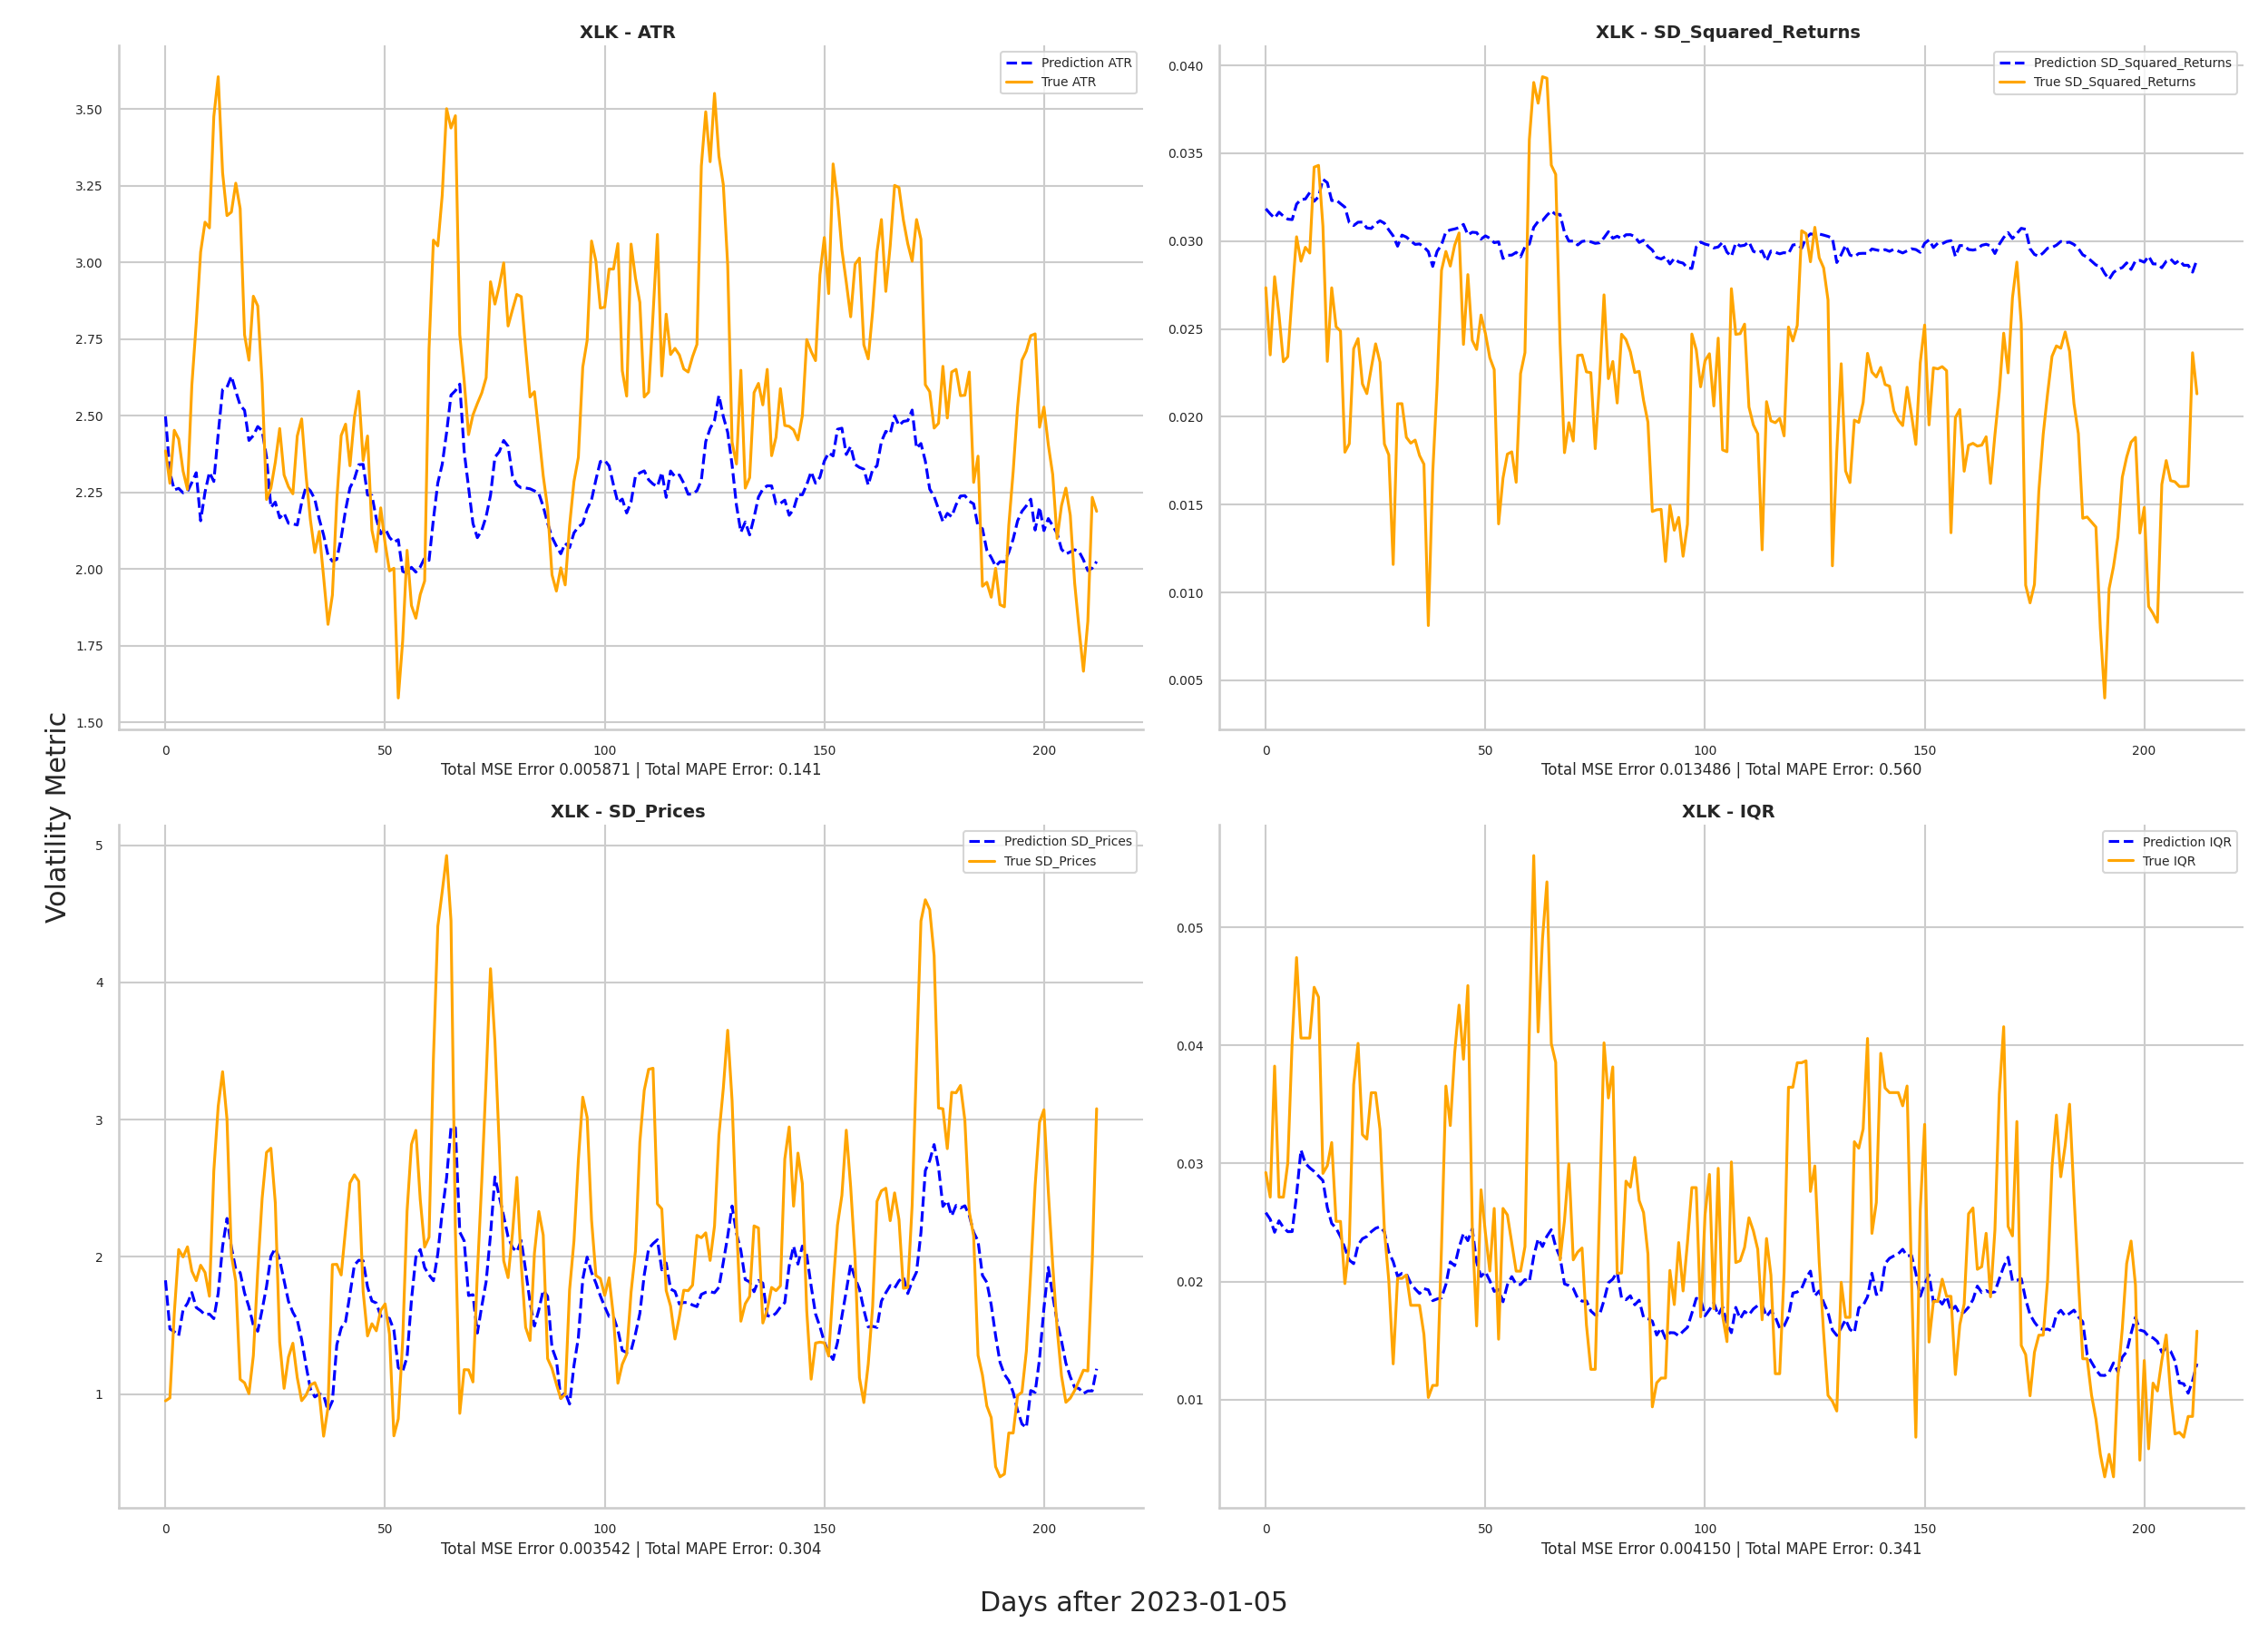 XLK - ATR
Prediction ATR
True ATR
3.50
3.25
3.00
2.75
2.50
2.25
2.00
1.75
1.50
0 50 100 150 200
Total MSE Error 0.005871 | Total MAPE Error: 0.141
XLK - SD_Squared_Returns
Prediction SD_Squared_Returns
True SD_Squared_Returns
0.040
0.035
0.030
0.025
0.020
0.015
0.010
0.005
0 50 100 150 200
Total MSE Error 0.013486 | Total MAPE Error: 0.560
Volatility Metric
XLK - SD_Prices
Prediction SD_Prices
True SD_Prices
5
4
3
2
1
0 50 100 150 200
Total MSE Error 0.003542 | Total MAPE Error: 0.304
XLK - IQR
Prediction IQR
True IQR
0.05
0.04
0.03
0.02
0.01
0 50 100 150 200
Total MSE Error 0.004150 | Total MAPE Error: 0.341
Days after 2023-01-05